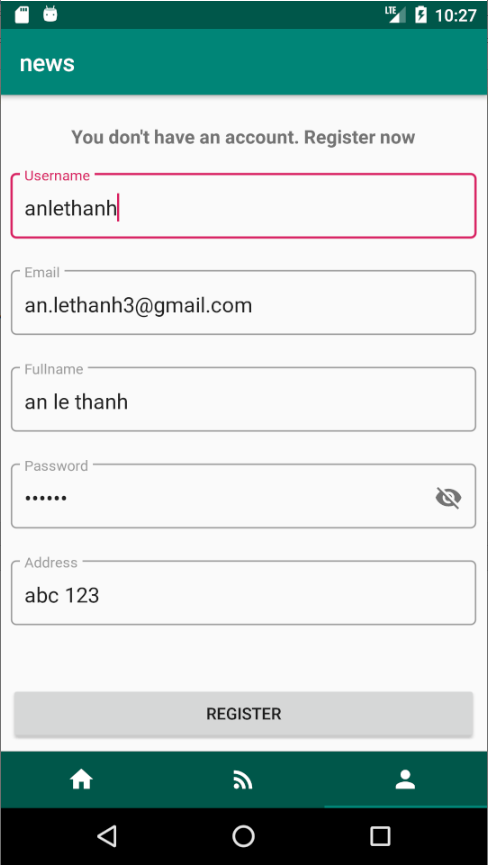 LTE 10:27
news
You don't have an account. Register now
Username
anlethanh
Email
an.lethanh3@gmail.com
Fullname
an le thanh
Password
••••••
Address
abc 123
REGISTER